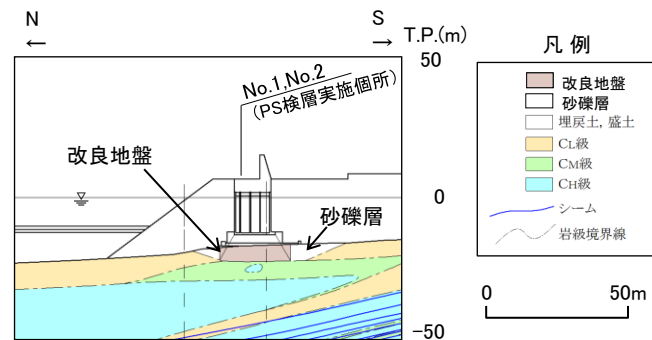 N
S
T.P.(m)
50
0
-50
No.1,No.2
(PS検層実施個所)
改良地盤
砂礫層
凡 例
改良地盤
砂礫層
埋戻土, 盛土
CL級
CM級
CH級
シーム
岩級境界線
0 50m